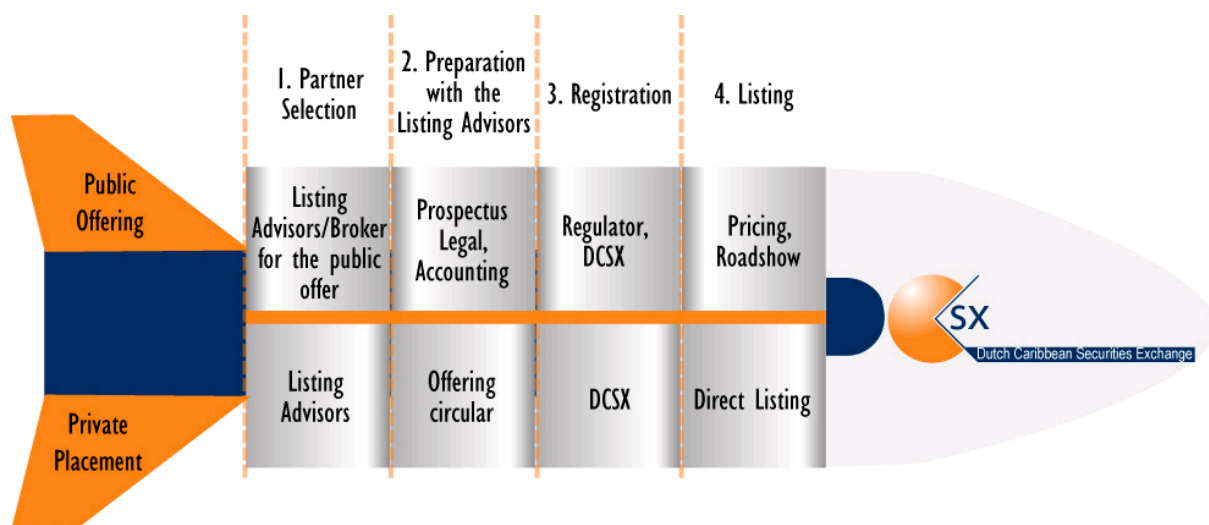 1. Partner
Selection
2. Preparation
with the
Listing Advisors
3. Registration
4. Listing
Public
Offering
Listing
Advisors/Broker
for the public
offer
Prospectus
Legal,
Accounting
Regulator,
DCSX
Pricing,
Roadshow
SX
Dutch Caribbean Securities Exchange
Private
Placement
Listing
Advisors
Offering
circular
DCSX
Direct Listing